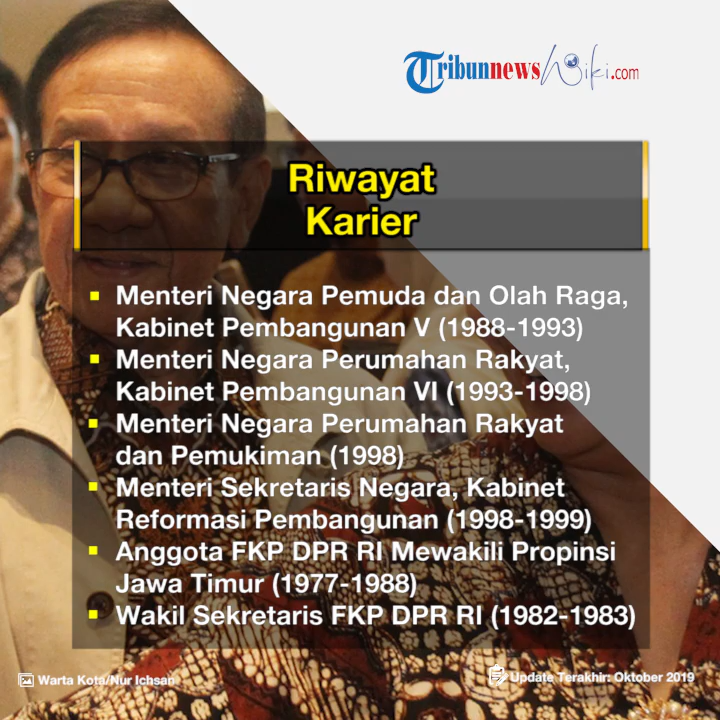 TribunnewsWiki.com
Riwayat
Karier
Menteri Negara Pemuda dan Olah Raga,
Kabinet Pembangunan V (1988-1993)
Menteri Negara Perumahan Rakyat,
Kabinet Pembangunan VI (1993-1998)
Menteri Negara Perumahan Rakyat
dan Pemukiman (1998)
Menteri Sekretaris Negara, Kabinet
Reformasi Pembangunan (1998-1999)
Anggota FKP DPR RI Mewakili Propinsi
Jawa Timur (1977-1988)
Wakil Sekretaris FKP DPR RI (1982-1983)
Warta Kota/Nur Ichsan
Update Terakhir: Oktober 2019